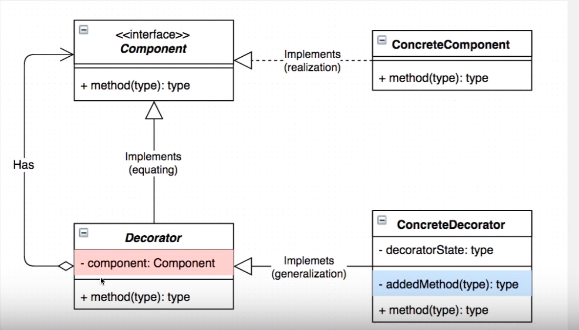 <<interface>>
Component
+ method(type): type
Implements
(realization)
ConcreteComponent
+ method(type): type
Has
Implements
(equating)
Decorator
- component: Component
+ method(type): type
Implemets
(generalization)
ConcreteDecorator
- decoratorState: type
- addedMethod(type): type
+ method(type): type